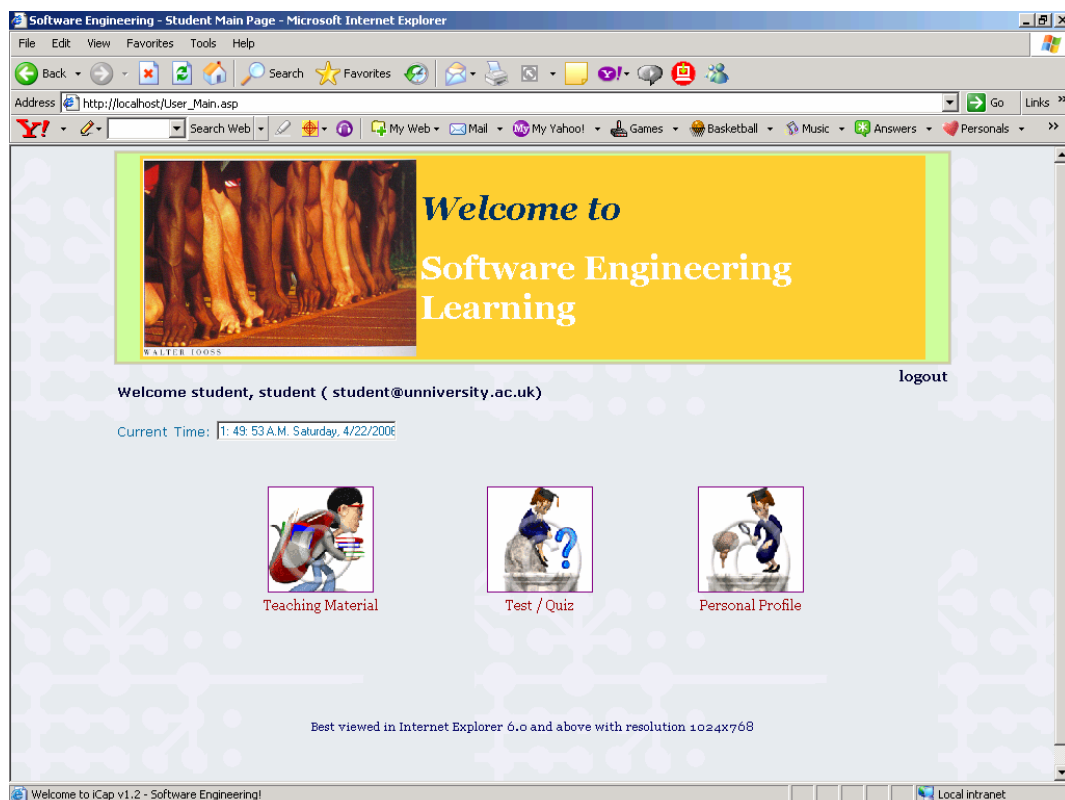 Software Engineering - Student Main Page - Microsoft Internet Explorer
File Edit View Favorites Tools Help
Back Search Favorites
Address http://localhost/User_Main.asp Go Links »
Y! Search Web My Web Mail My Yahoo! Games Basketball Music Answers Personals »
Welcome to
Software Engineering
Learning
WALTER IOOSS
logout
Welcome student, student ( student@unniversity.ac.uk)
Current Time: 1: 49: 53 A.M. Saturday, 4/22/2006
Teaching Material Test / Quiz Personal Profile
Best viewed in Internet Explorer 6.0 and above with resolution 1024x768
Welcome to iCap v1.2 - Software Engineering! Local intranet